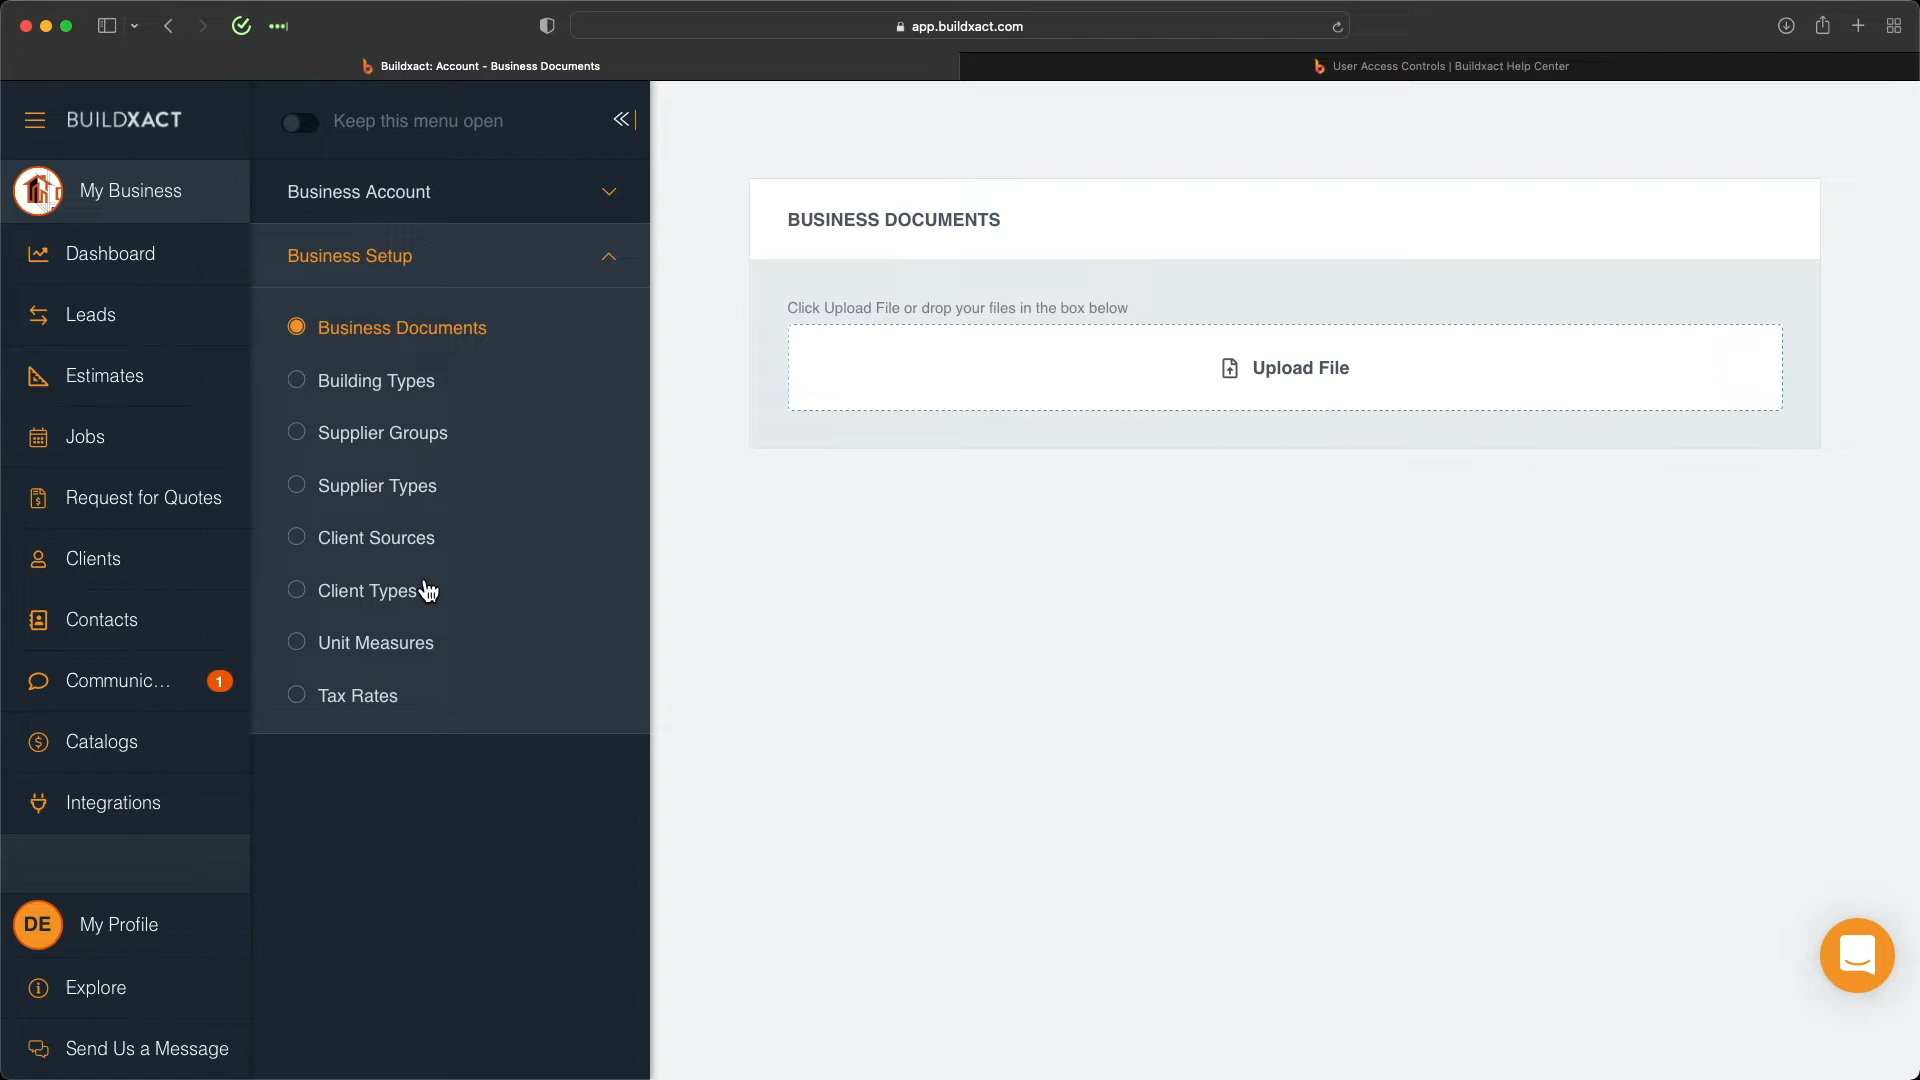 app.buildxact.com
Buildxact: Account - Business Documents
User Access Controls | Buildxact Help Center
BUILDXACT
My Business
Dashboard
Leads
Estimates
Jobs
Request for Quotes
Clients
Contacts
Communic... 1
Catalogs
Integrations
DE My Profile
Explore
Send Us a Message
Keep this menu open
Business Account
Business Setup
Business Documents
Building Types
Supplier Groups
Supplier Types
Client Sources
Client Types
Unit Measures
Tax Rates
BUSINESS DOCUMENTS
Click Upload File or drop your files in the box below
Upload File